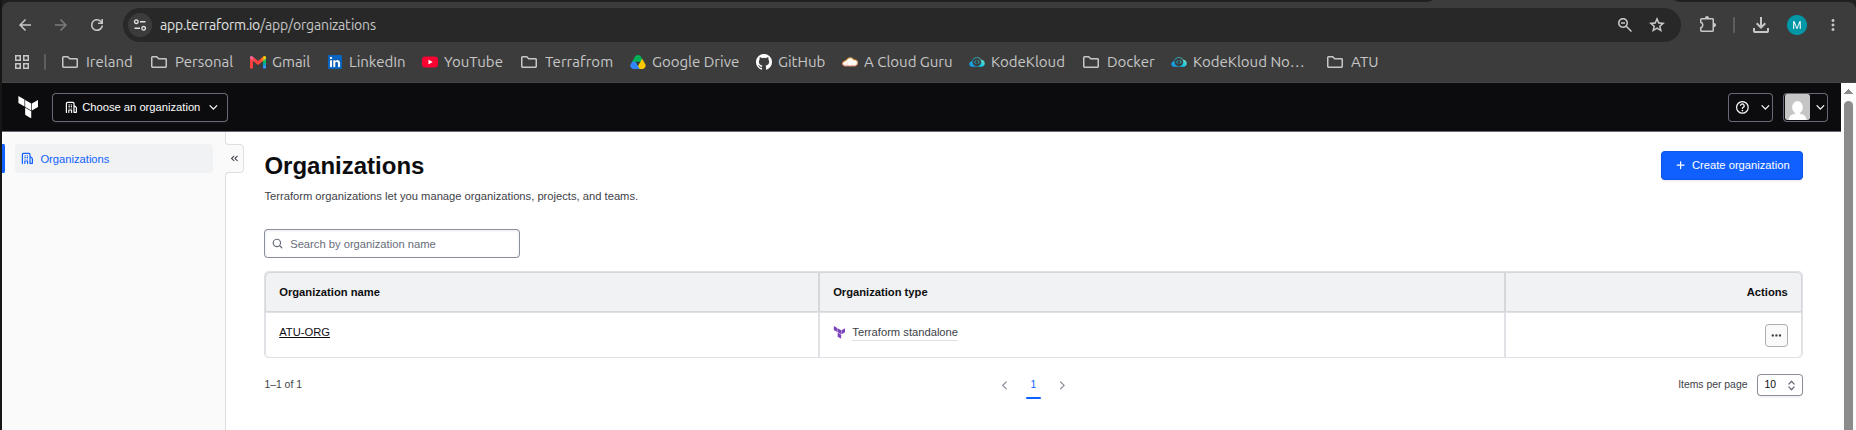 app.terraform.io/app/organizations
M
Ireland Personal Gmail LinkedIn YouTube Terrafrom Google Drive GitHub A Cloud Guru KodeKloud Docker KodeKloud No... ATU
Choose an organization
Organizations
Organizations
Create organization
Terraform organizations let you manage organizations, projects, and teams.
Search by organization name
Organization name Organization type Actions
ATU-ORG Terraform standalone
1–1 of 1 1 Items per page 10